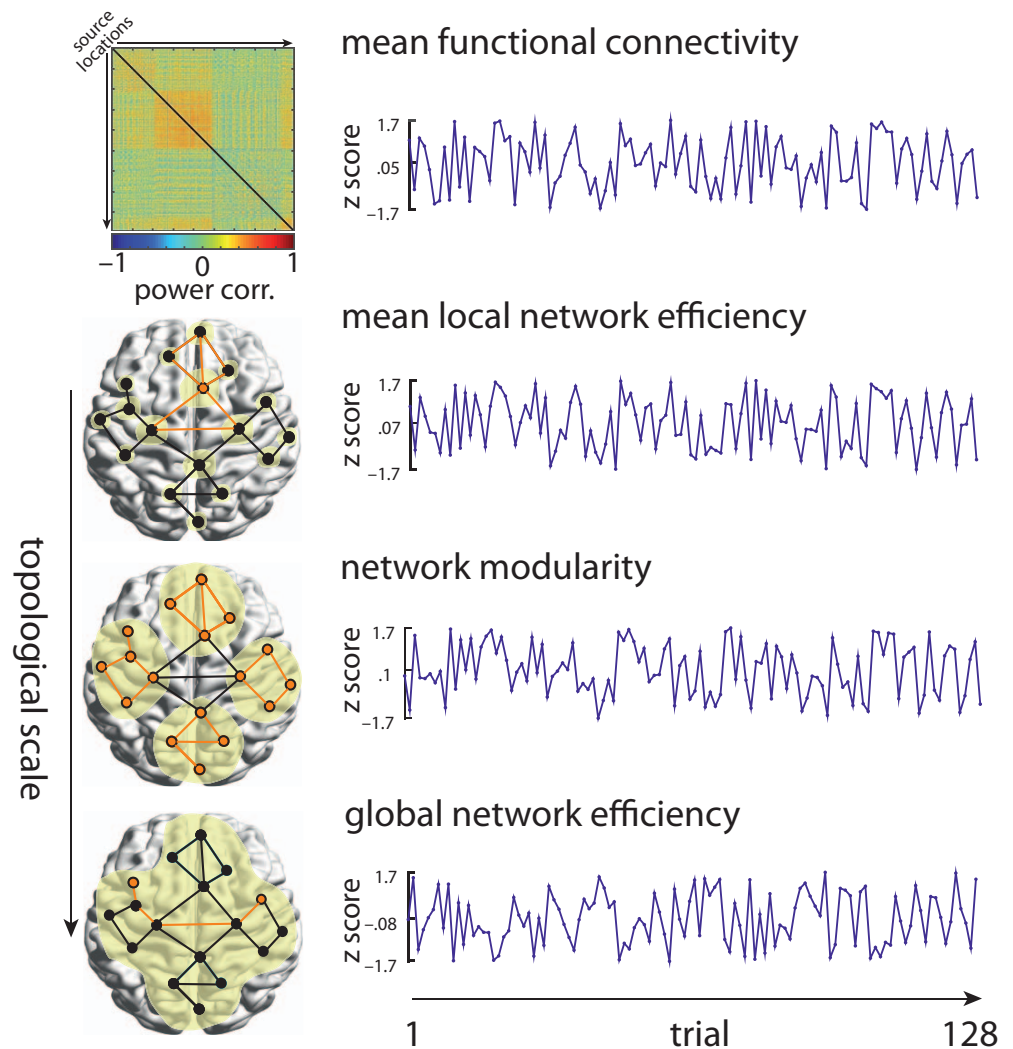 source
locations
−1 0 1
power corr.
mean functional connectivity
z score
1.7
.05
−1.7
mean local network efficiency
z score
1.7
.07
−1.7
topological scale
network modularity
z score
1.7
.1
−1.7
global network efficiency
z score
1.7
−.08
−1.7
1 trial 128